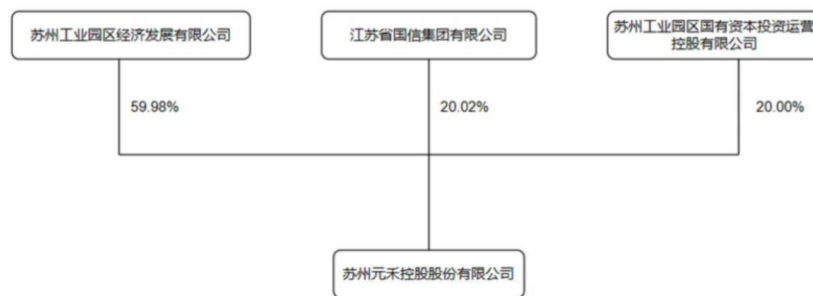 苏州工业园区经济发展有限公司
江苏省国信集团有限公司
苏州工业园区国有资本投资运营
控股有限公司
59.98%
20.02%
20.00%
苏州元禾控股股份有限公司